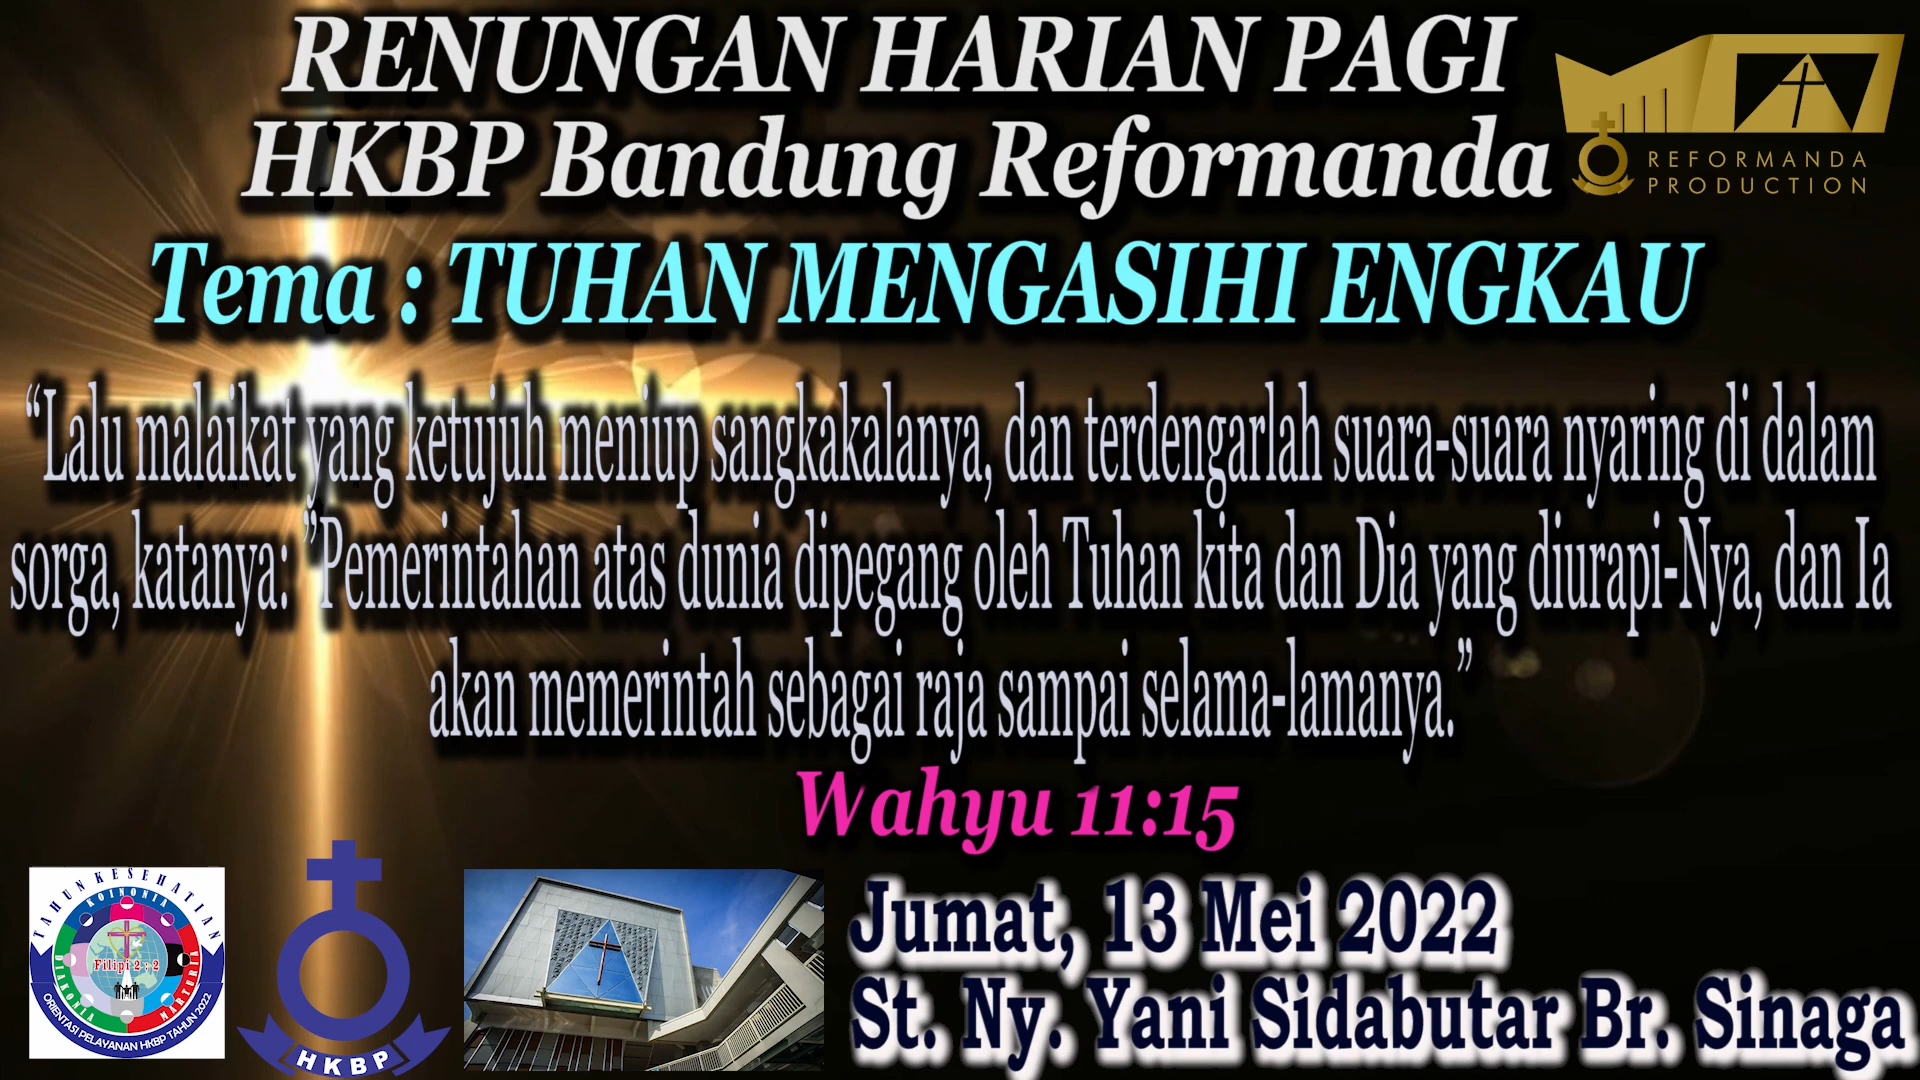 RENUNGAN HARIAN PAGI
HKBP Bandung Reformanda
REFORMANDA
PRODUCTION
Tema : TUHAN MENGASIHI ENGKAU
“Lalu malaikat yang ketujuh meniup sangkakalanya, dan terdengarlah suara-suara nyaring di dalam
sorga, katanya: ”Pemerintahan atas dunia dipegang oleh Tuhan kita dan Dia yang diurapi-Nya, dan Ia
akan memerintah sebagai raja sampai selama-lamanya.”
Wahyu 11:15
TAHUN KESEHATIAN
KOINONIA
DIAKONIA
MARTURIA
Filipi 2 : 2
ORIENTASI PELAYANAN HKBP TAHUN 2022
HKBP
Jumat, 13 Mei 2022
St. Ny. Yani Sidabutar Br. Sinaga